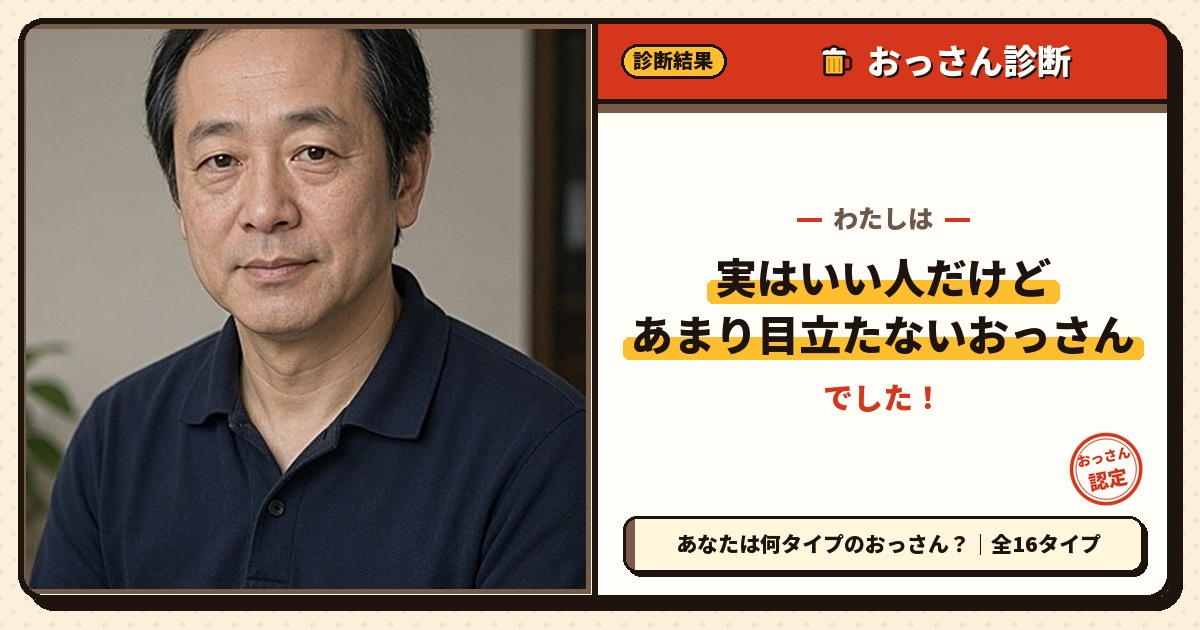 診断結果
おっさん診断
わたしは
実はいい人だけど
あまり目立たないおっさん
でした！
おっさん
認定
あなたは何タイプのおっさん？｜全16タイプ